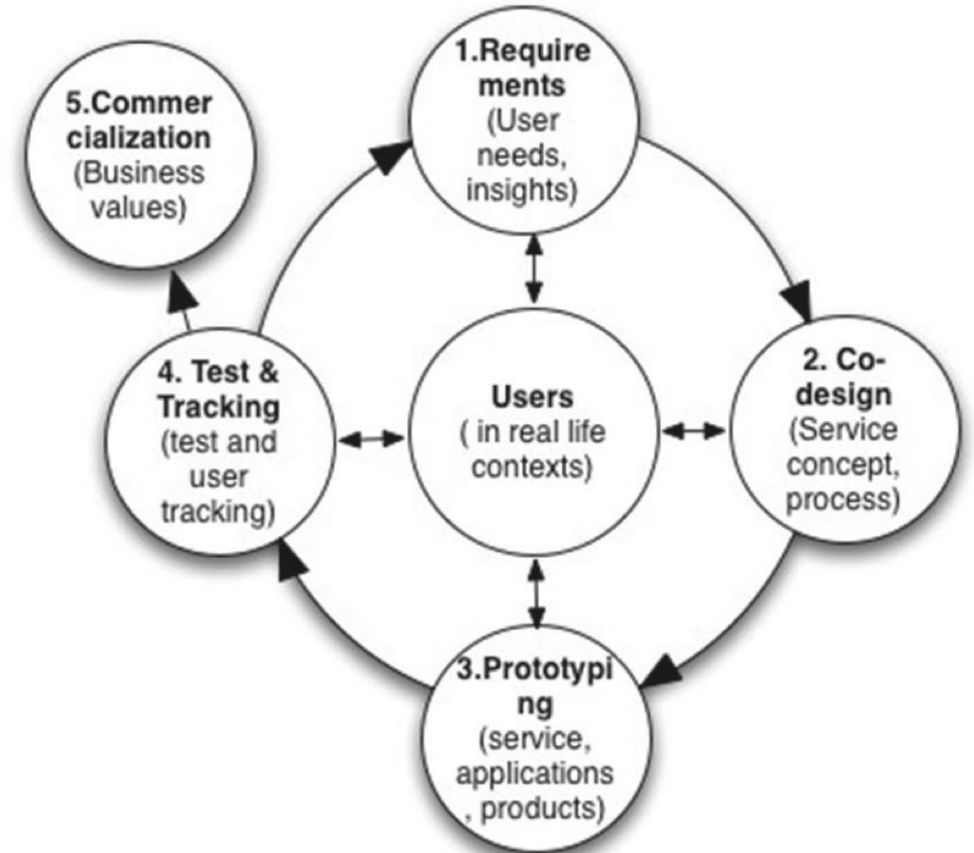 1.Require
ments
(User
needs,
insights)
5.Commer
cialization
(Business
values)
2. Co-
design
(Service
concept,
process)
4. Test &
Tracking
(test and
user
tracking)
Users
( in real life
contexts)
3.Prototypi
ng
(service,
applications
, products)